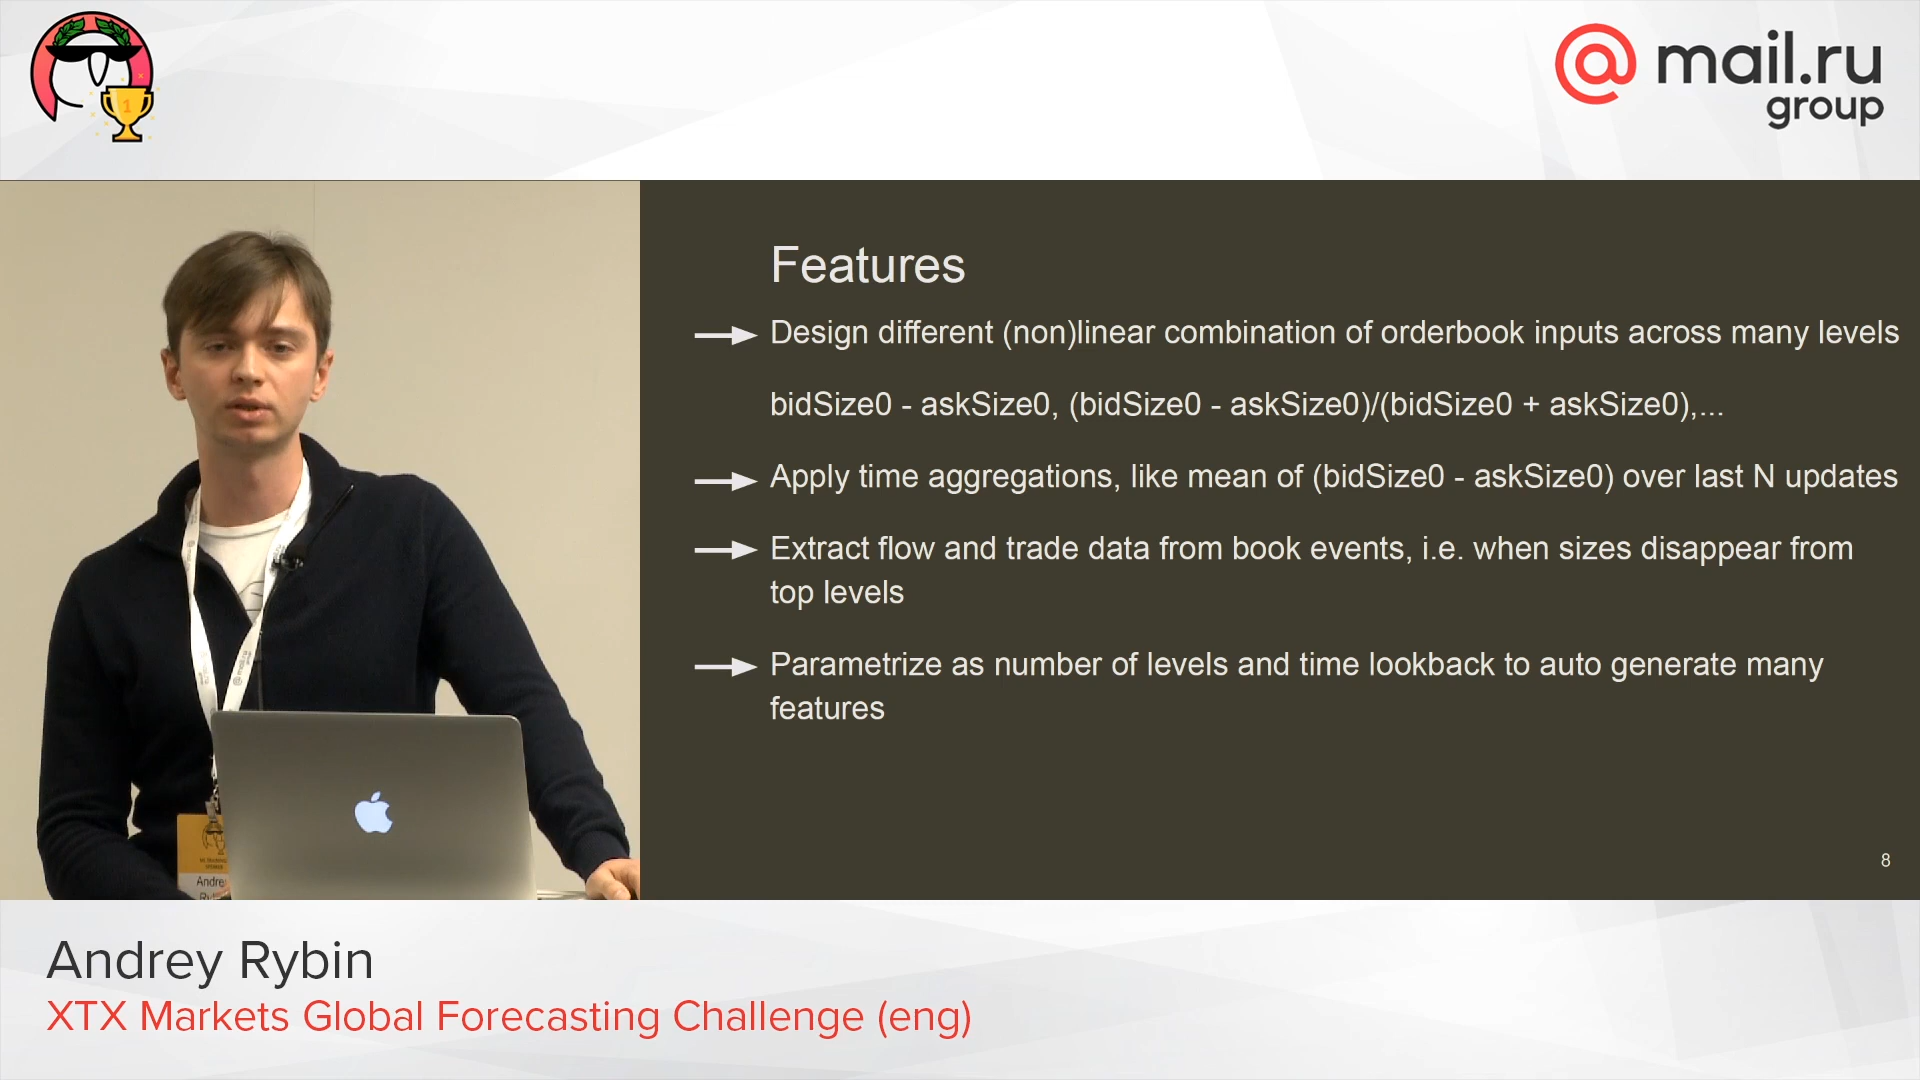 @ mail.ru
group
Features
Design different (non)linear combination of orderbook inputs across many levels
bidSize0 - askSize0, (bidSize0 - askSize0)/(bidSize0 + askSize0),...
Apply time aggregations, like mean of (bidSize0 - askSize0) over last N updates
Extract flow and trade data from book events, i.e. when sizes disappear from
top levels
Parametrize as number of levels and time lookback to auto generate many
features
8
1
Andrey Rybin
XTX Markets Global Forecasting Challenge (eng)